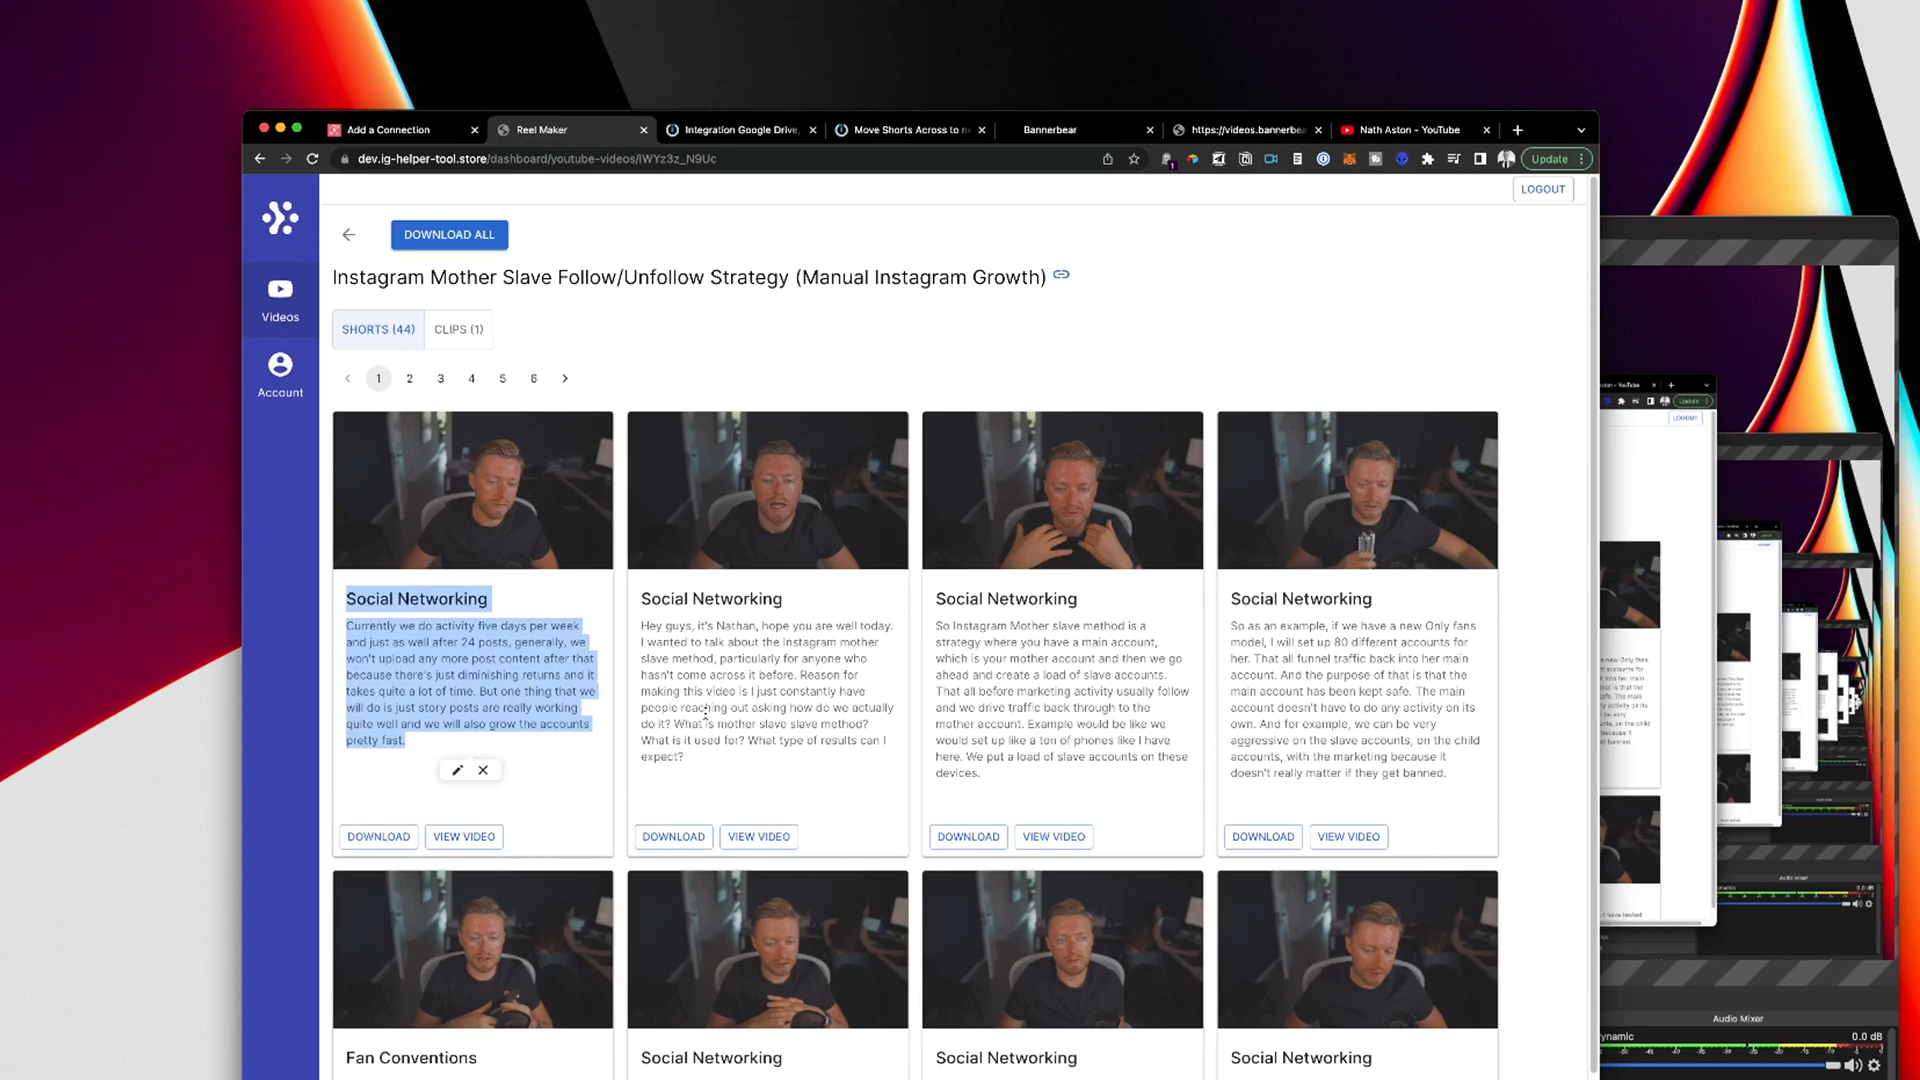 Add a Connection
Reel Maker
Integration Google Drive,
Move Shorts Across to n
Bannerbear
https://videos.bannerbea
Nath Aston - YouTube
dev.ig-helper-tool.store/dashboard/youtube-videos/lWYz3z_N9Uc
Update
LOGOUT
DOWNLOAD ALL
Instagram Mother Slave Follow/Unfollow Strategy (Manual Instagram Growth)
Videos
SHORTS (44)
CLIPS (1)
Account
1 2 3 4 5 6
Social Networking
Currently we do activity five days per week
and just as well after 24 posts, generally, we
won't upload any more post content after that
because there's just diminishing returns and it
takes quite a lot of time. But one thing that we
will do is just story posts are really working
quite well and we will also grow the accounts
pretty fast.
DOWNLOAD
VIEW VIDEO
Social Networking
Hey guys, it's Nathan, hope you are well today.
I wanted to talk about the Instagram mother
slave method, particularly for anyone who
hasn't come across it before. Reason for
making this video is I just constantly have
people reaching out asking how do we actually
do it? What is mother slave slave method?
What is it used for? What type of results can I
expect?
DOWNLOAD
VIEW VIDEO
Social Networking
So Instagram Mother slave method is a
strategy where you have a main account,
which is your mother account and then we go
ahead and create a load of slave accounts.
That all before marketing activity usually follow
and we drive traffic back through to the
mother account. Example would be like we
would set up like a ton of phones like I have
here. We put a load of slave accounts on these
devices.
DOWNLOAD
VIEW VIDEO
Social Networking
So as an example, if we have a new Only fans
model, I will set up 80 different accounts for
her. That all funnel traffic back into her main
account. And the purpose of that is that the
main account has been kept safe. The main
account doesn't have to do any activity on its
own. And for example, we can be very
aggressive on the slave accounts, on the child
accounts, with the marketing because it
doesn't really matter if they get banned.
DOWNLOAD
VIEW VIDEO
Fan Conventions
Social Networking
Social Networking
Social Networking
Update
LOGOUT
Audio Mixer
Audio Mixer
0.0 dB